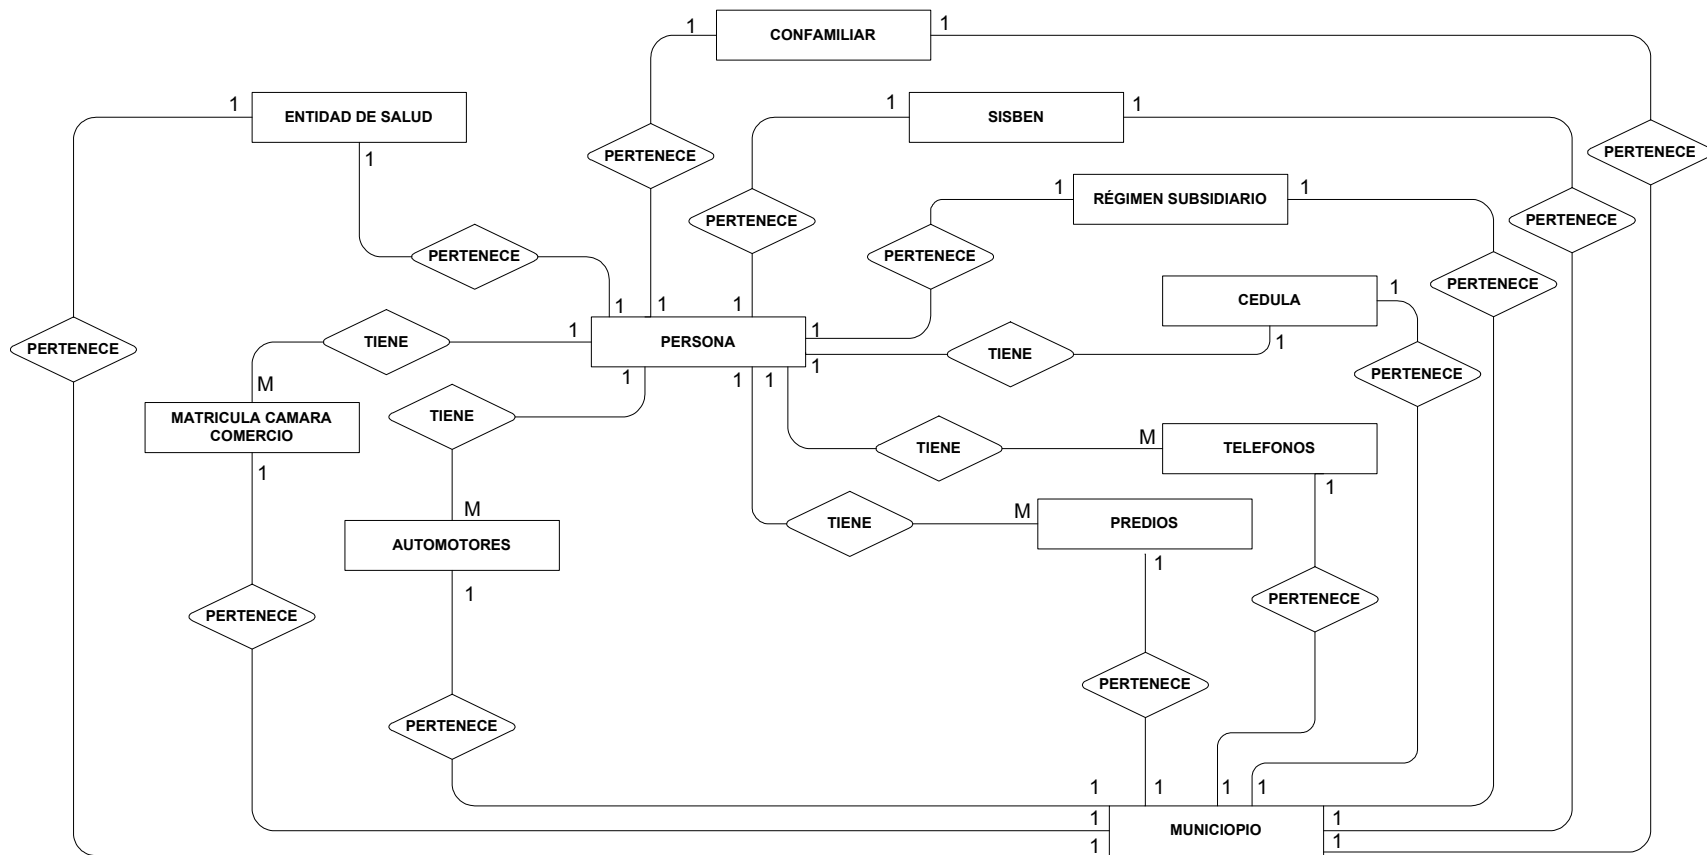 1
CONFAMILIAR
1
1
ENTIDAD DE SALUD
1
1
SISBEN
1
PERTENECE
PERTENECE
1
RÉGIMEN SUBSIDIARIO
1
PERTENECE
PERTENECE
PERTENECE
PERTENECE
PERTENECE
CEDULA
1
1
1
1
1
1
PERTENECE
TIENE
1
PERSONA
1
TIENE
1
PERTENECE
1
1
1
1
M
TIENE
MATRICULA CAMARA
COMERCIO
1
TIENE
M
TELEFONOS
1
M
TIENE
M
PREDIOS
AUTOMOTORES
1
1
PERTENECE
PERTENECE
PERTENECE
PERTENECE
1
1
1
1
1
MUNICIOPIO
1
1
1